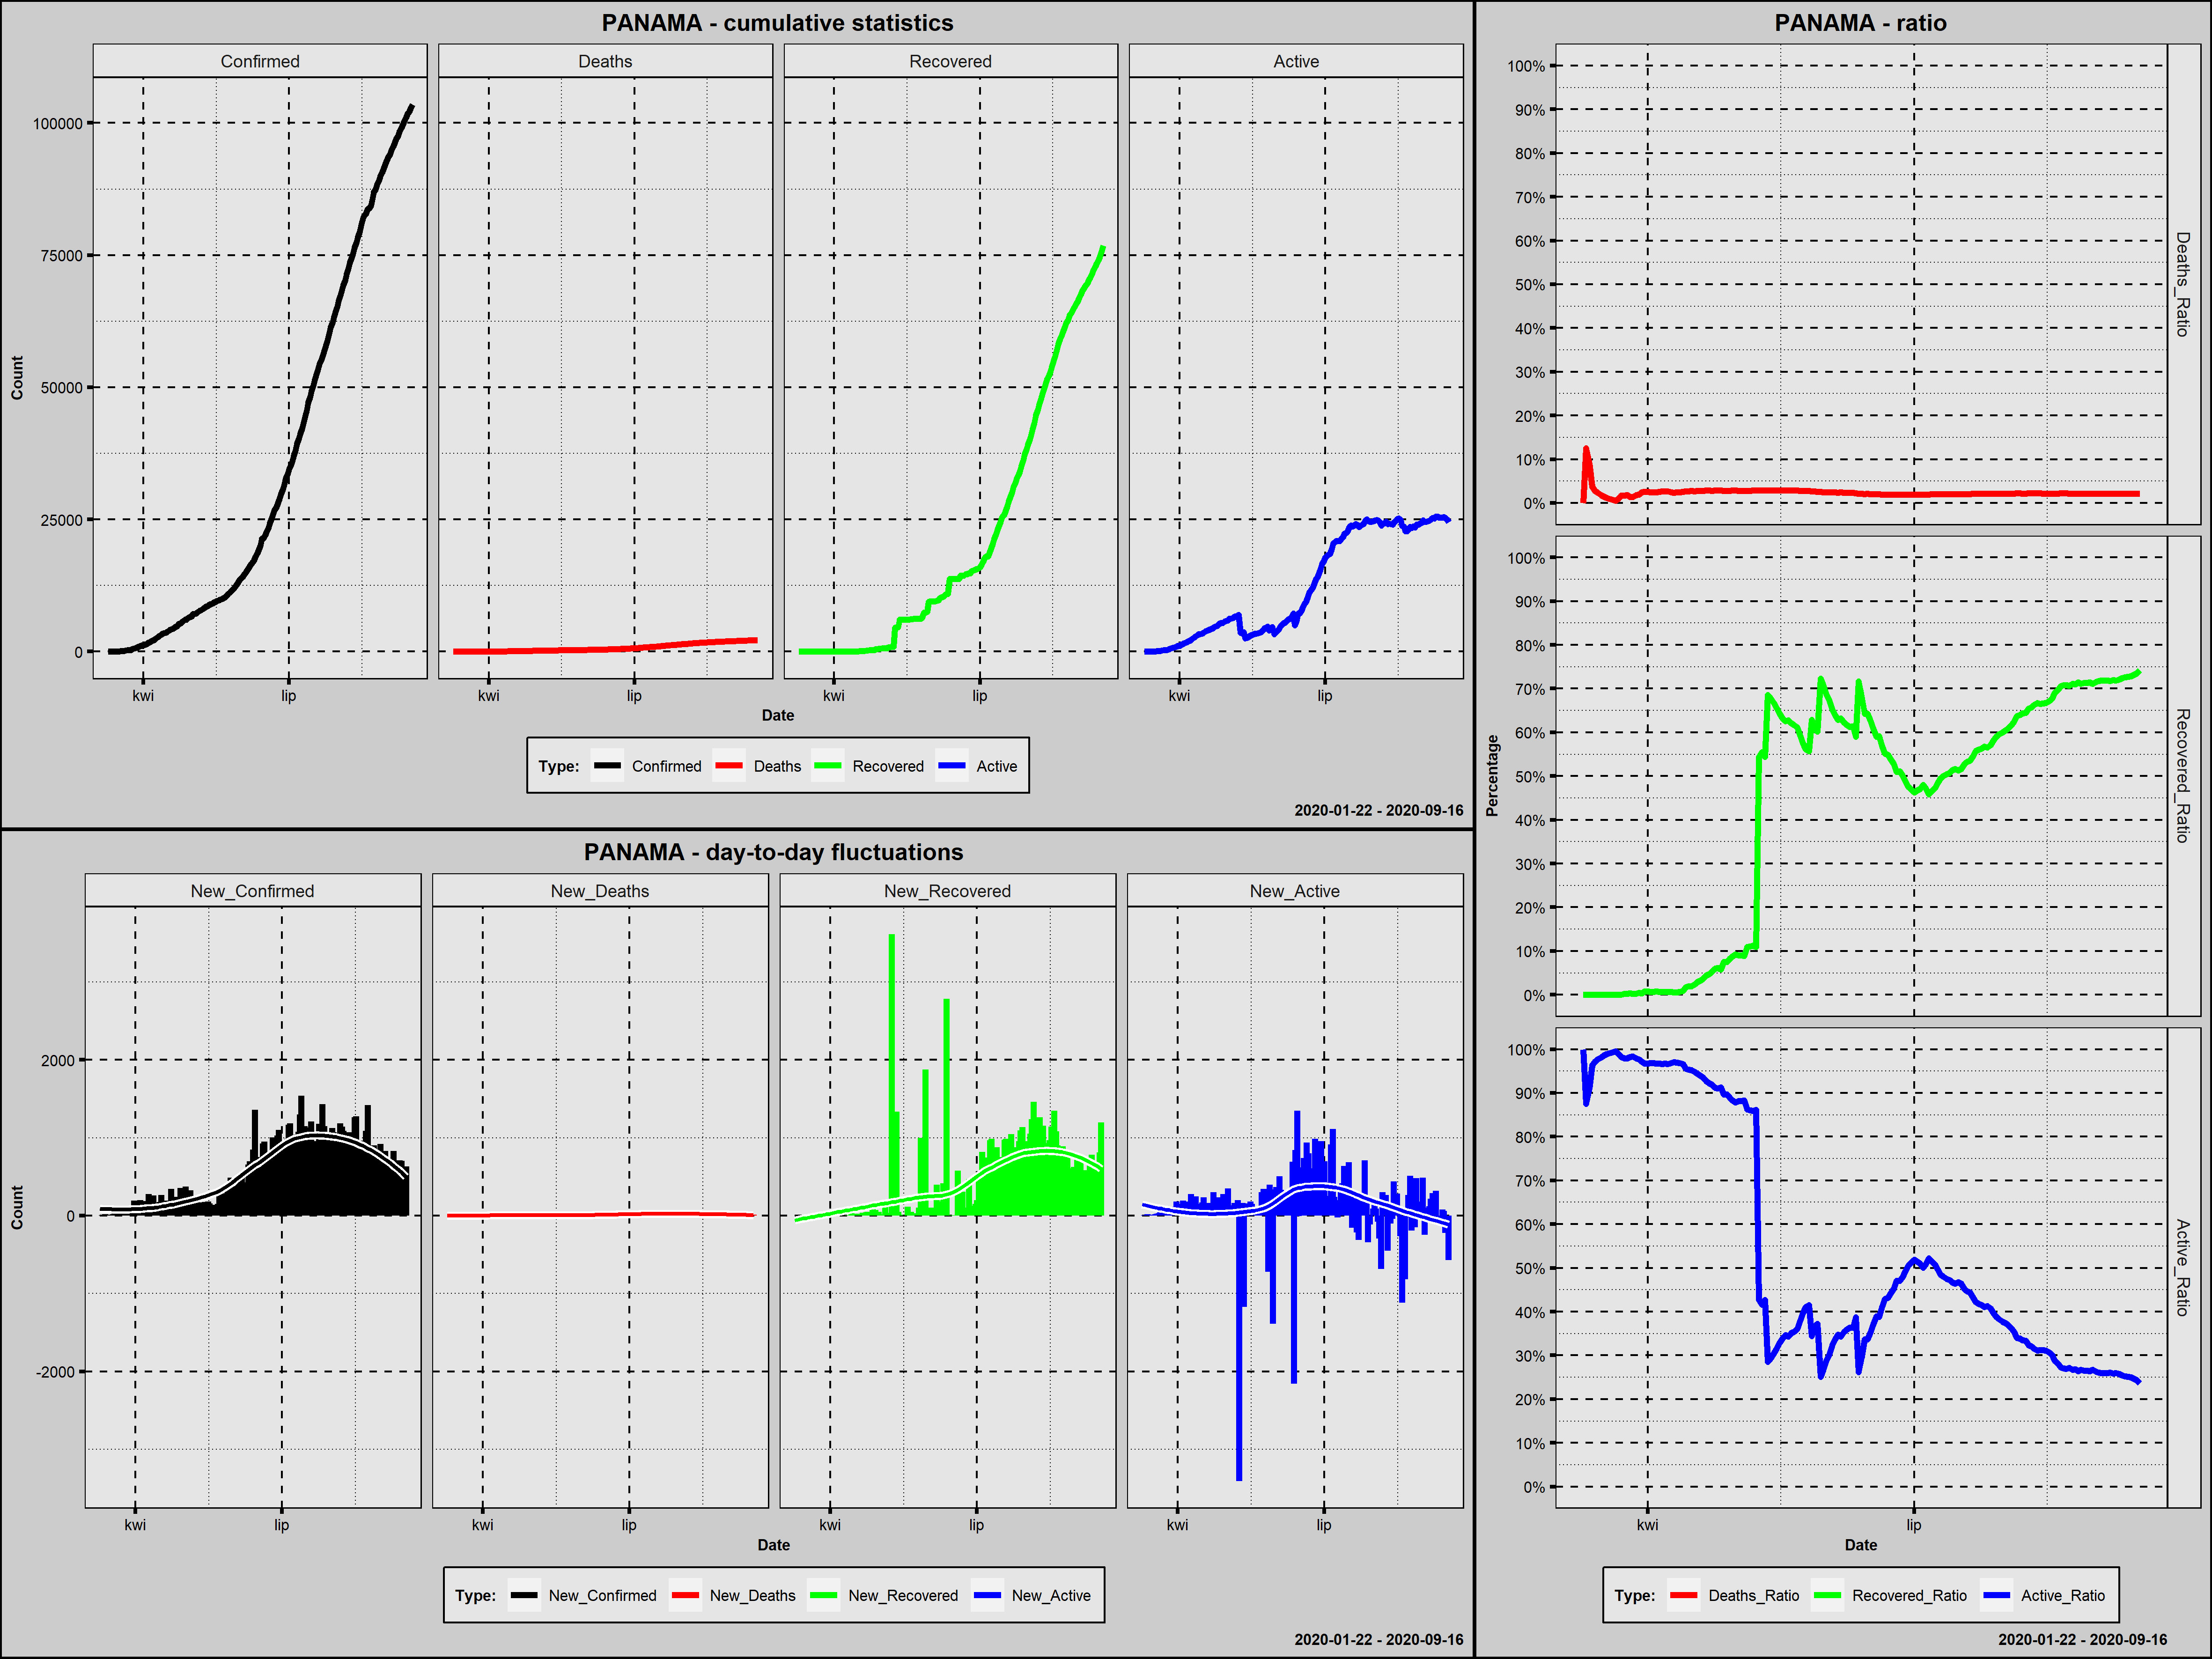 PANAMA - cumulative statistics
Confirmed Deaths Recovered Active
Count
100000
75000
50000
25000
0
kwi lip kwi lip kwi lip kwi lip
Date
Type: Confirmed Deaths Recovered Active
2020-01-22 - 2020-09-16
PANAMA - day-to-day fluctuations
New_Confirmed New_Deaths New_Recovered New_Active
Count
2000
0
-2000
kwi lip kwi lip kwi lip kwi lip
Date
Type: New_Confirmed New_Deaths New_Recovered New_Active
2020-01-22 - 2020-09-16
PANAMA - ratio
Percentage
100%
90%
80%
70%
60%
50%
40%
30%
20%
10%
0%
Deaths_Ratio
100%
90%
80%
70%
60%
50%
40%
30%
20%
10%
0%
Recovered_Ratio
100%
90%
80%
70%
60%
50%
40%
30%
20%
10%
0%
Active_Ratio
kwi lip
Date
Type: Deaths_Ratio Recovered_Ratio Active_Ratio
2020-01-22 - 2020-09-16